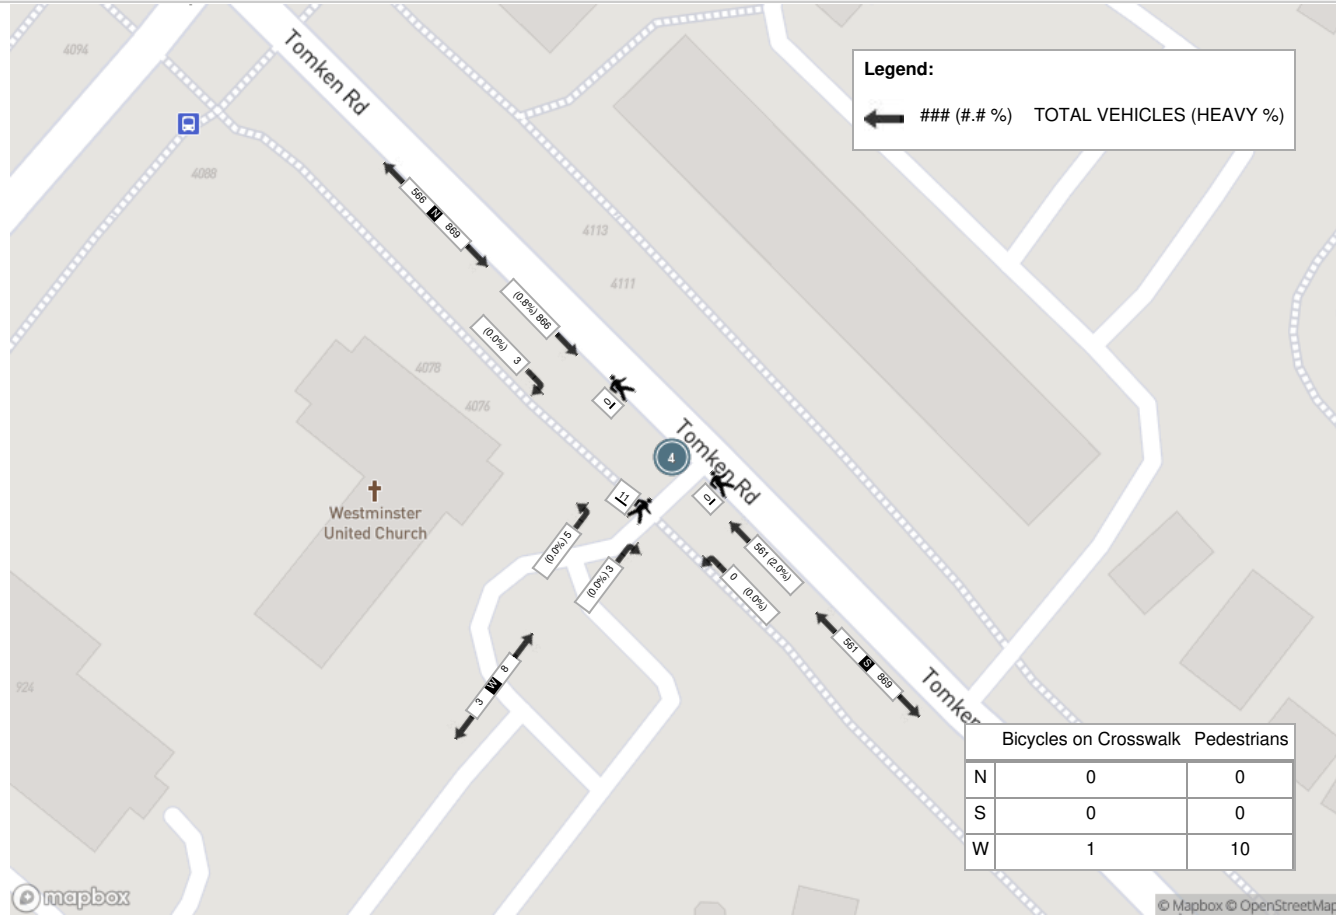 Legend:
### (#.# %) TOTAL VEHICLES (HEAVY %)
4094
Tomken Rd
4088
566 N 869
4113
4111
(0.8%) 866
(0.0%) 3
4078
4076
0
Tomken Rd
4
0
11
Westminster
United Church
(0.0%) 5
(0.0%) 3
561 (2.0%)
0 (0.0%)
561 S 869
3 W 8
924
Tomken
Bicycles on Crosswalk Pedestrians
N 0 0
S 0 0
W 1 10
mapbox
© Mapbox © OpenStreetMap